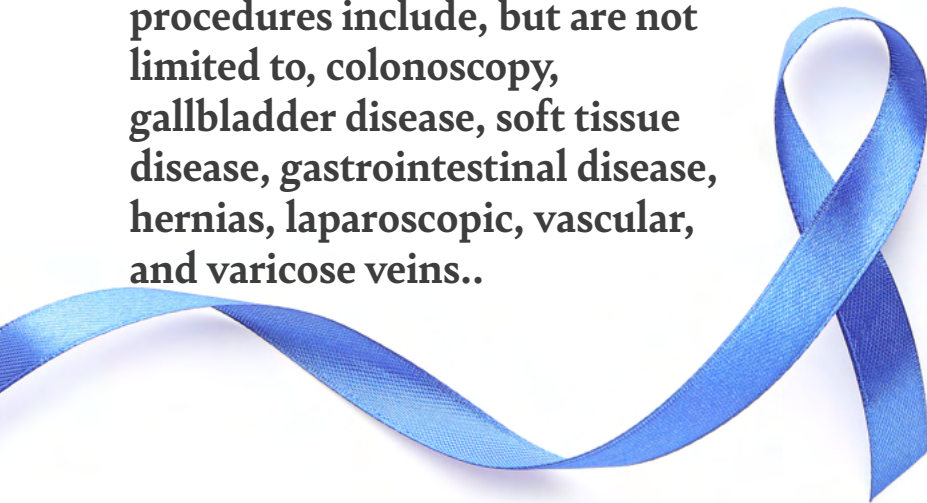 procedures include, but are not
limited to, colonoscopy,
gallbladder disease, soft tissue
disease, gastrointestinal disease,
hernias, laparoscopic, vascular,
and varicose veins..